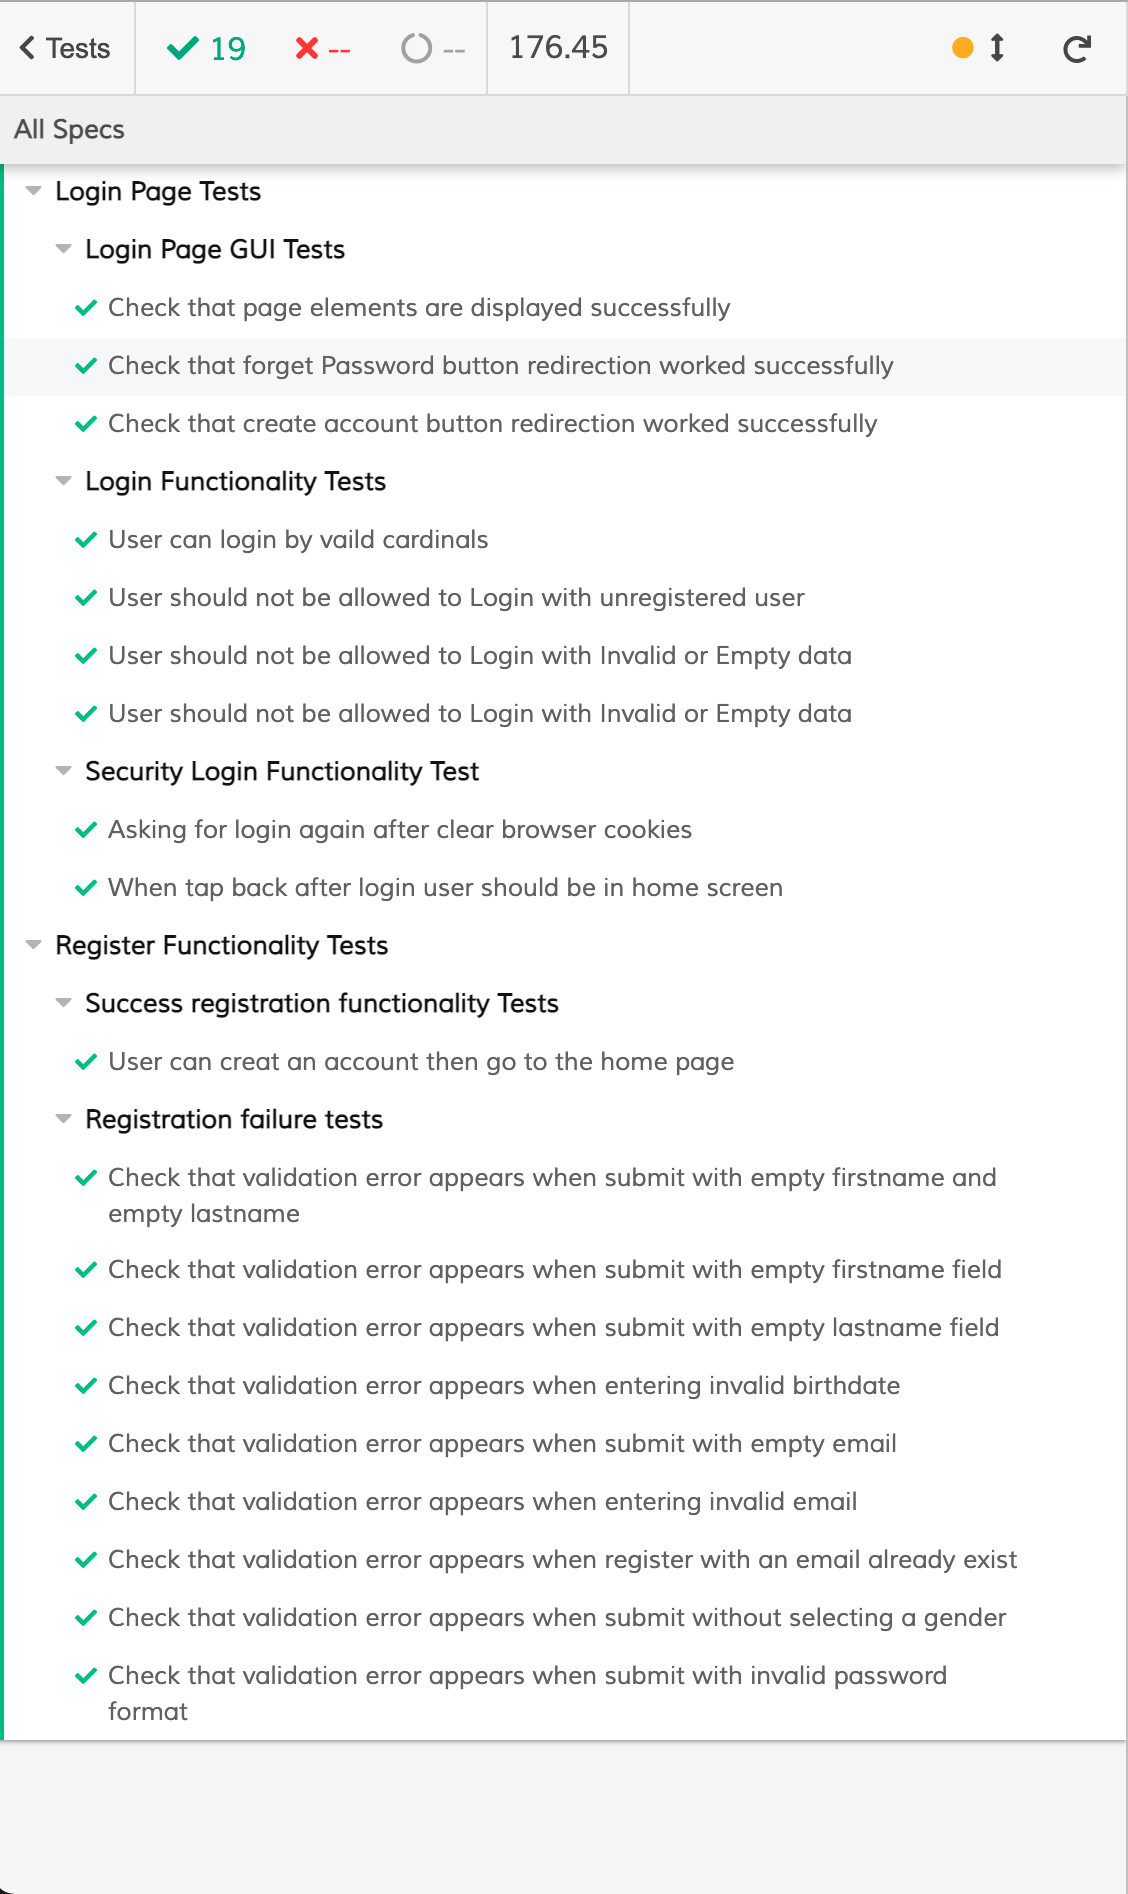 Tests 19 -- -- 176.45
All Specs
Login Page Tests
Login Page GUI Tests
Check that page elements are displayed successfully
Check that forget Password button redirection worked successfully
Check that create account button redirection worked successfully
Login Functionality Tests
User can login by vaild cardinals
User should not be allowed to Login with unregistered user
User should not be allowed to Login with Invalid or Empty data
User should not be allowed to Login with Invalid or Empty data
Security Login Functionality Test
Asking for login again after clear browser cookies
When tap back after login user should be in home screen
Register Functionality Tests
Success registration functionality Tests
User can creat an account then go to the home page
Registration failure tests
Check that validation error appears when submit with empty firstname and
empty lastname
Check that validation error appears when submit with empty firstname field
Check that validation error appears when submit with empty lastname field
Check that validation error appears when entering invalid birthdate
Check that validation error appears when submit with empty email
Check that validation error appears when entering invalid email
Check that validation error appears when register with an email already exist
Check that validation error appears when submit without selecting a gender
Check that validation error appears when submit with invalid password
format